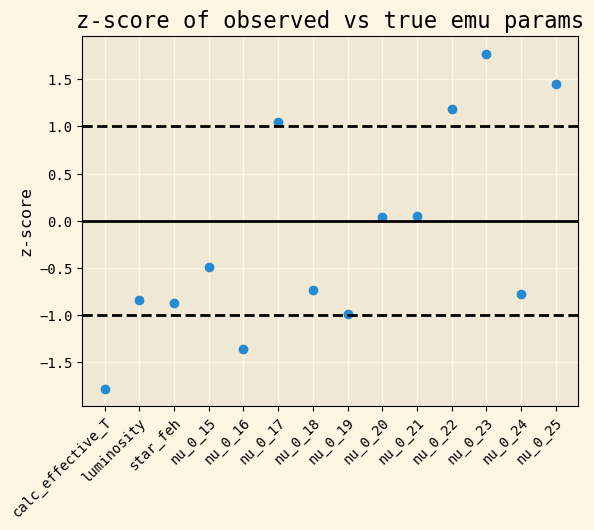 z-score of observed vs true emu params
z-score
1.5
1.0
0.5
0.0
−0.5
−1.0
−1.5
calc_effective_T
luminosity
star_feh
nu_0_15
nu_0_16
nu_0_17
nu_0_18
nu_0_19
nu_0_20
nu_0_21
nu_0_22
nu_0_23
nu_0_24
nu_0_25